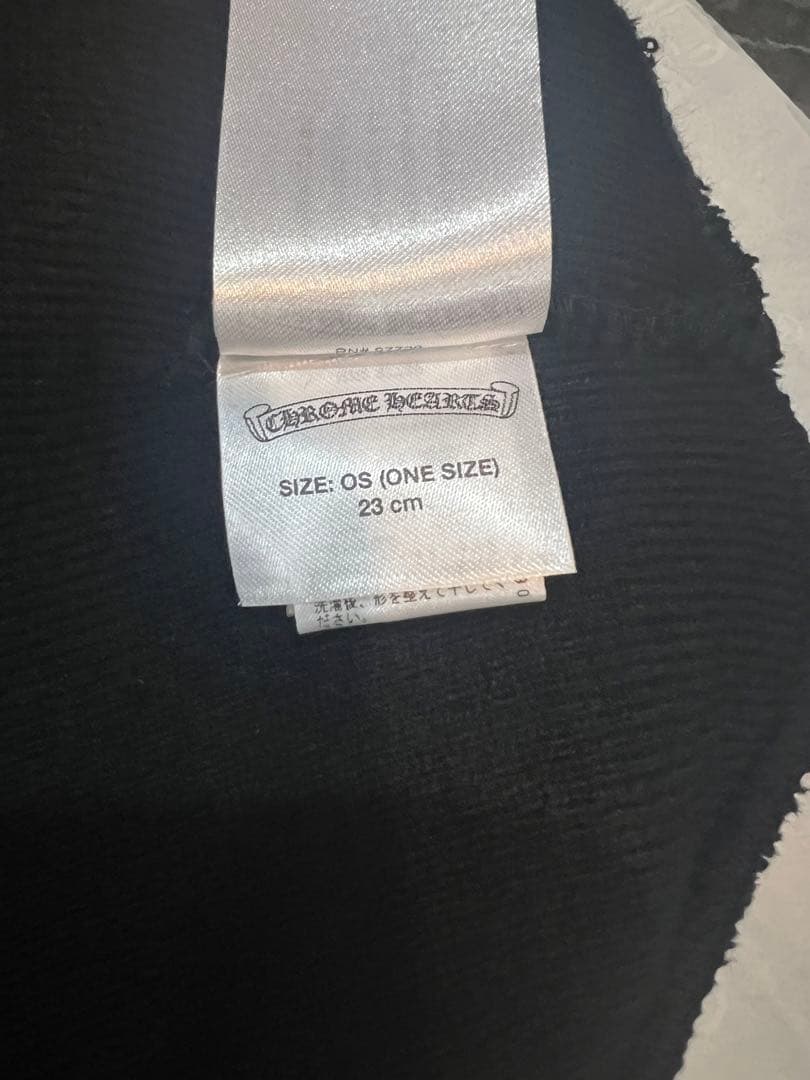 CHROME HEARTS
SIZE: OS (ONE SIZE)
23 cm
洗濯後、形を整えて干してく
ださい。